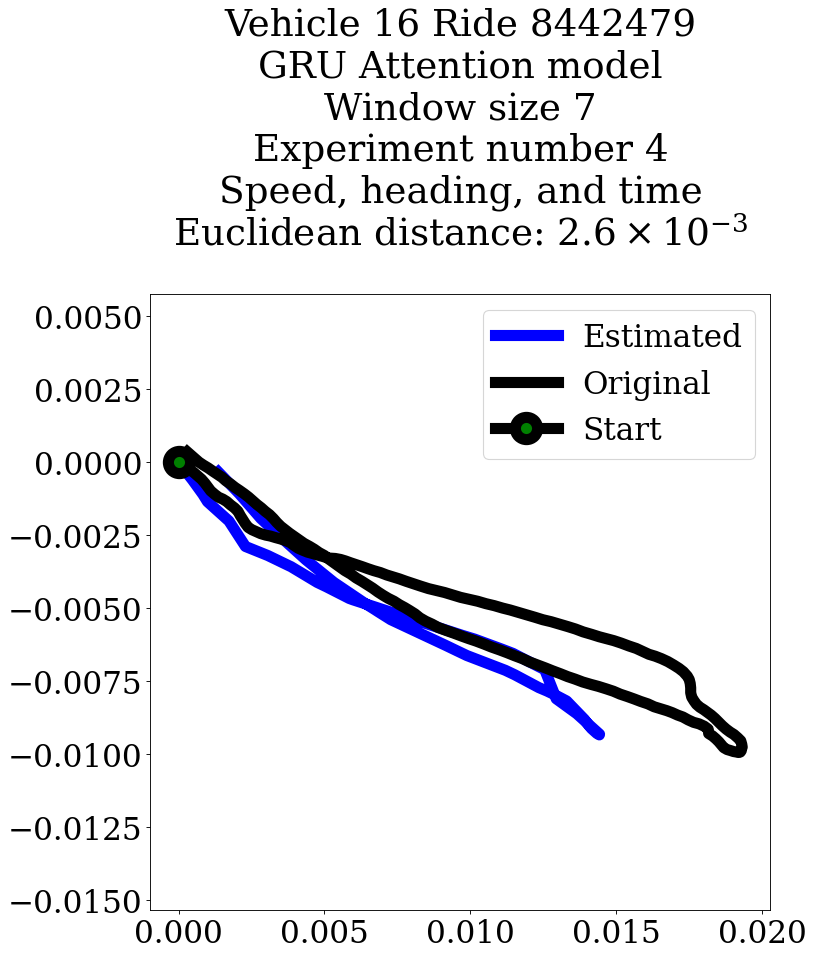 Vehicle 16 Ride 8442479
GRU Attention model
Window size 7
Experiment number 4
Speed, heading, and time
Euclidean distance: 2.6 × 10⁻³
Estimated
Original
Start
0.0050
0.0025
0.0000
−0.0025
−0.0050
−0.0075
−0.0100
−0.0125
−0.0150
0.000 0.005 0.010 0.015 0.020